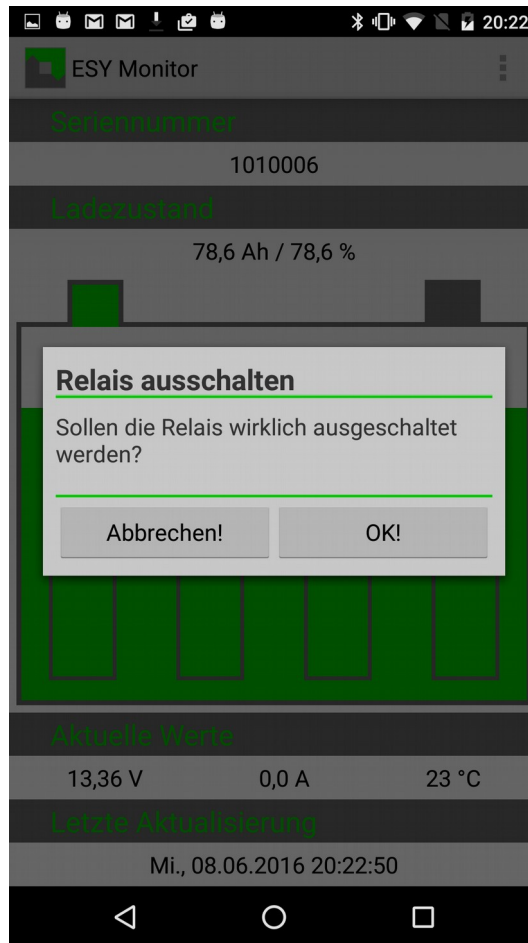 20:22
ESY Monitor
Seriennummer
1010006
Ladezustand
78,6 Ah / 78,6 %
Relais ausschalten
Sollen die Relais wirklich ausgeschaltet
werden?
Abbrechen! OK!
Aktuelle Werte
13,36 V 0,0 A 23 °C
Letzte Aktualisierung
Mi., 08.06.2016 20:22:50